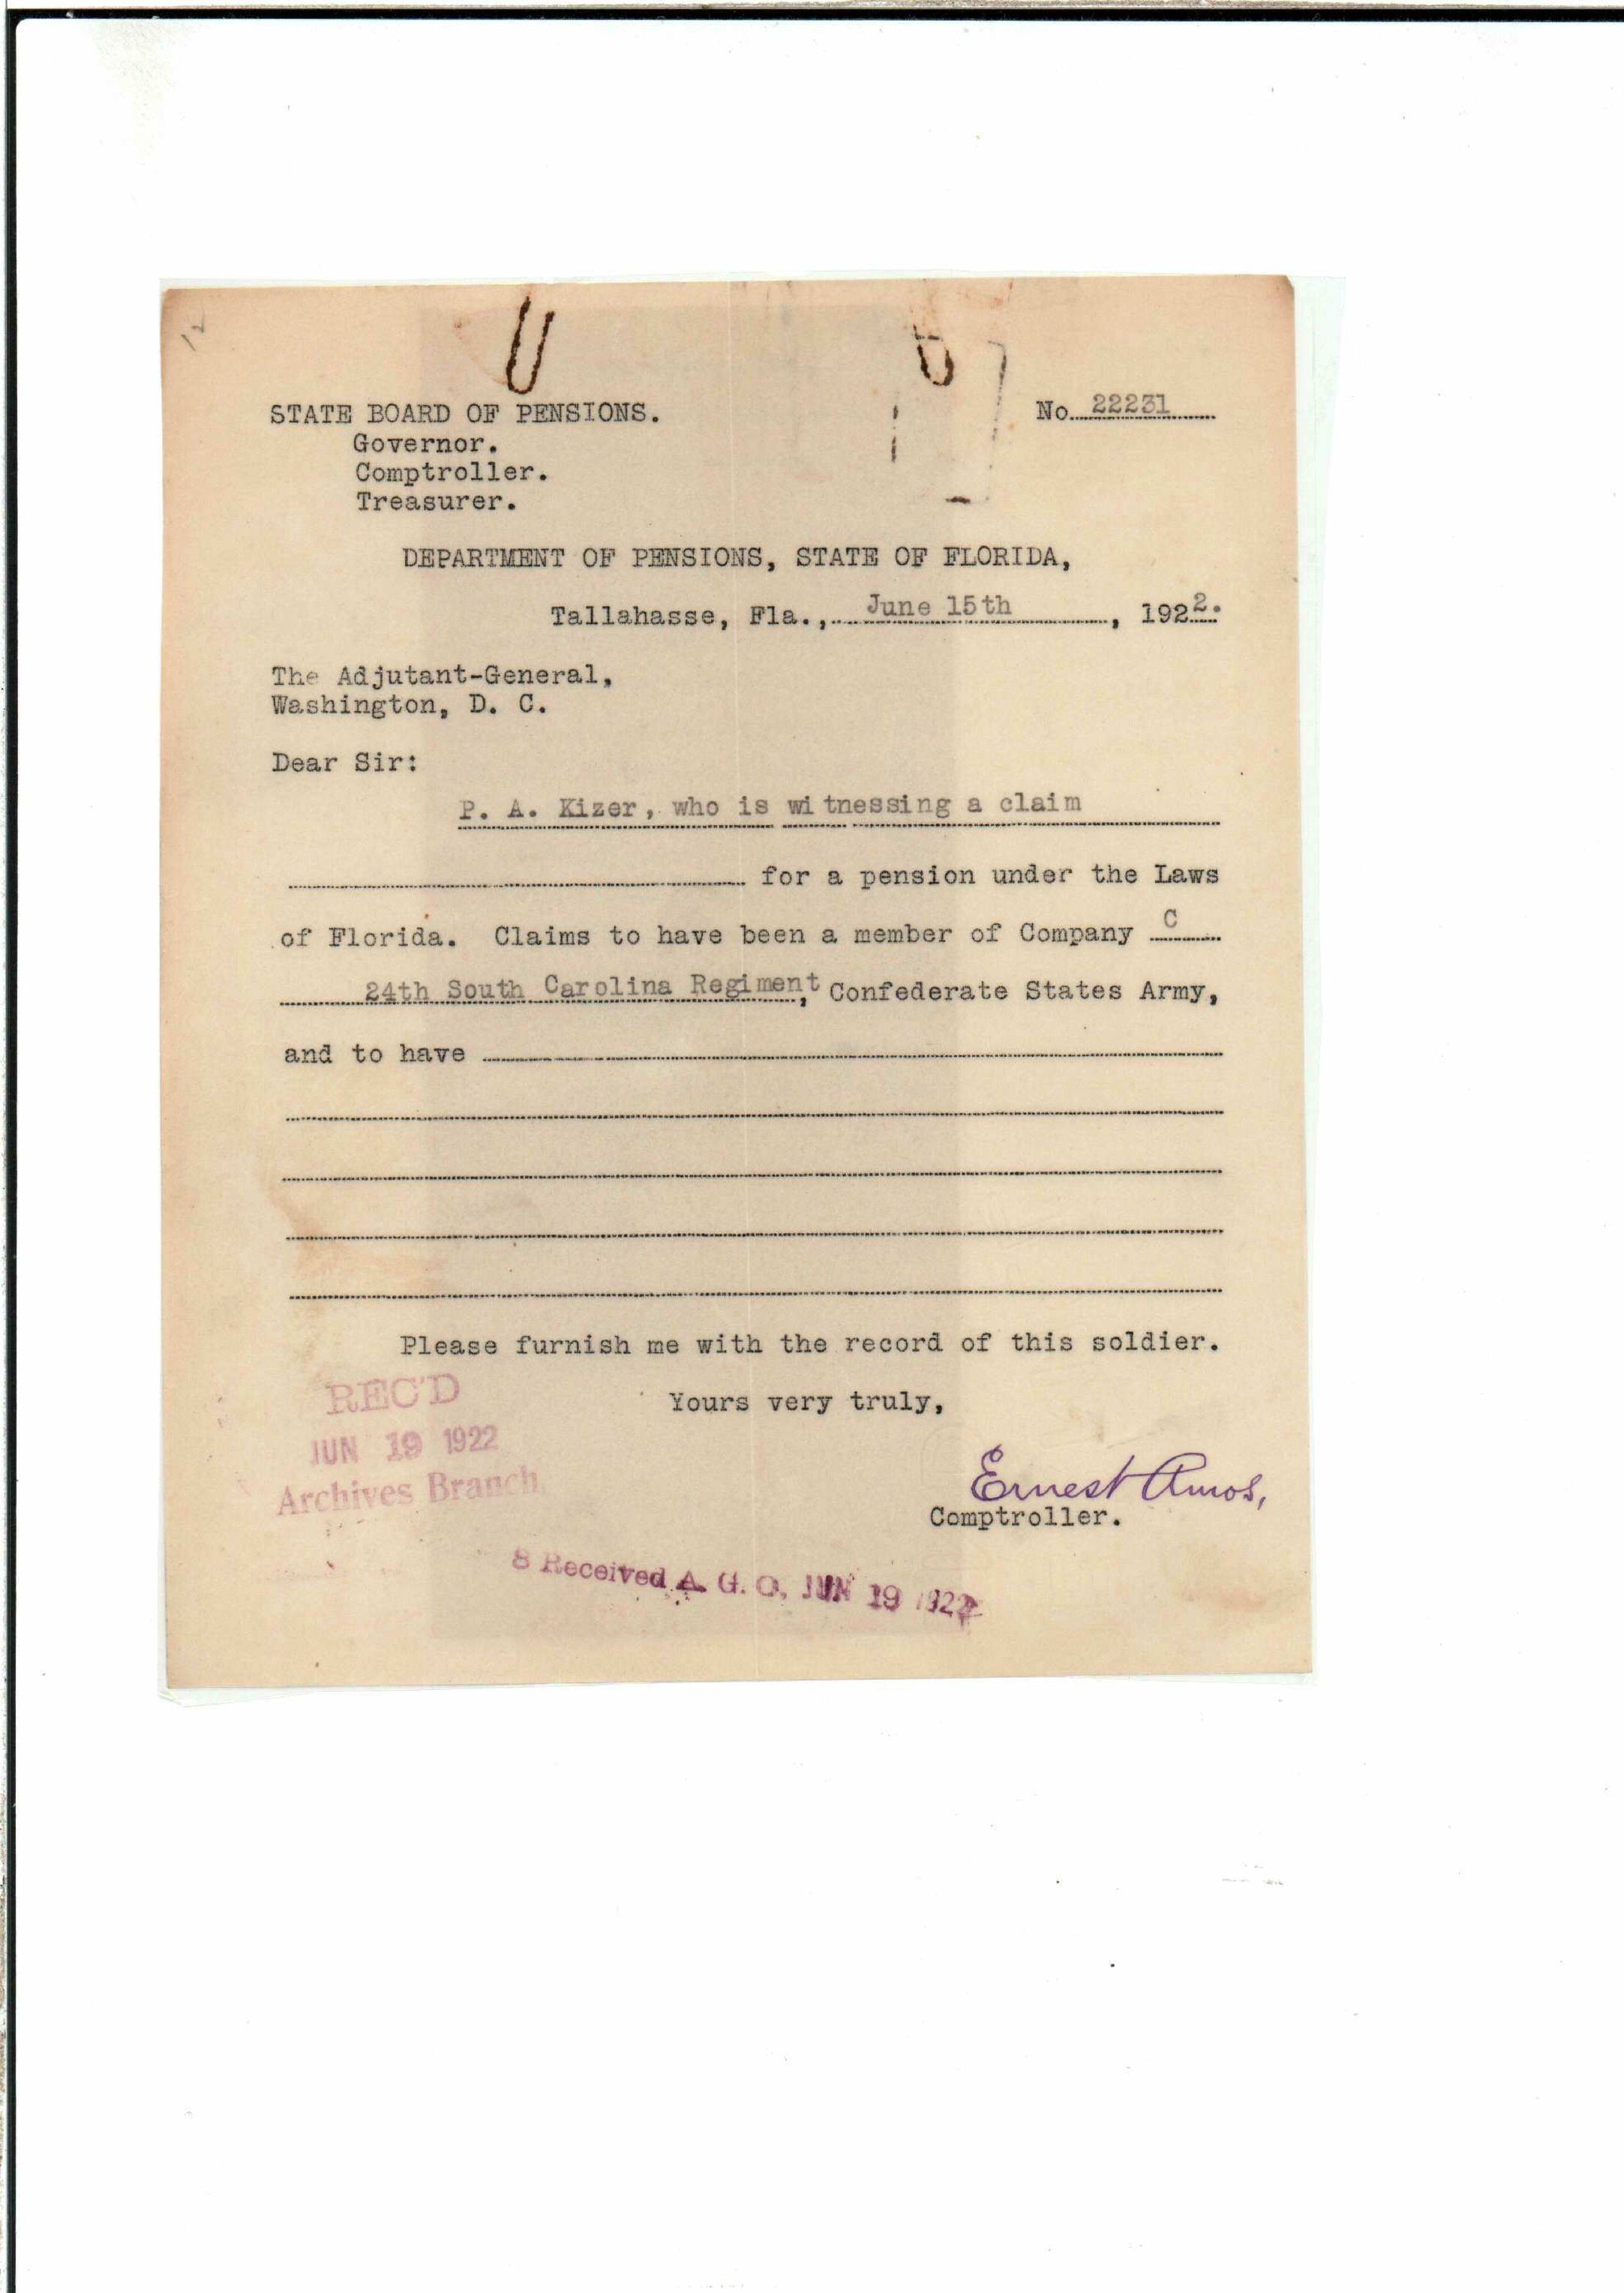 STATE BOARD OF PENSIONS.
No. 22231
Governor.
Comptroller.
Treasurer.
DEPARTMENT OF PENSIONS, STATE OF FLORIDA,
Tallahasse, Fla., June 15th, 1922.
The Adjutant-General,
Washington, D. C.
Dear Sir:
P. A. Kizer, who is witnessing a claim
for a pension under the Laws
of Florida. Claims to have been a member of Company C
24th South Carolina Regiment, Confederate States Army,
and to have
Please furnish me with the record of this soldier.
Yours very truly,
Ernest Amos,
Comptroller.
REC'D
JUN 19 1922
Archives Branch
8 Received A. G. O. JUN 19 1922